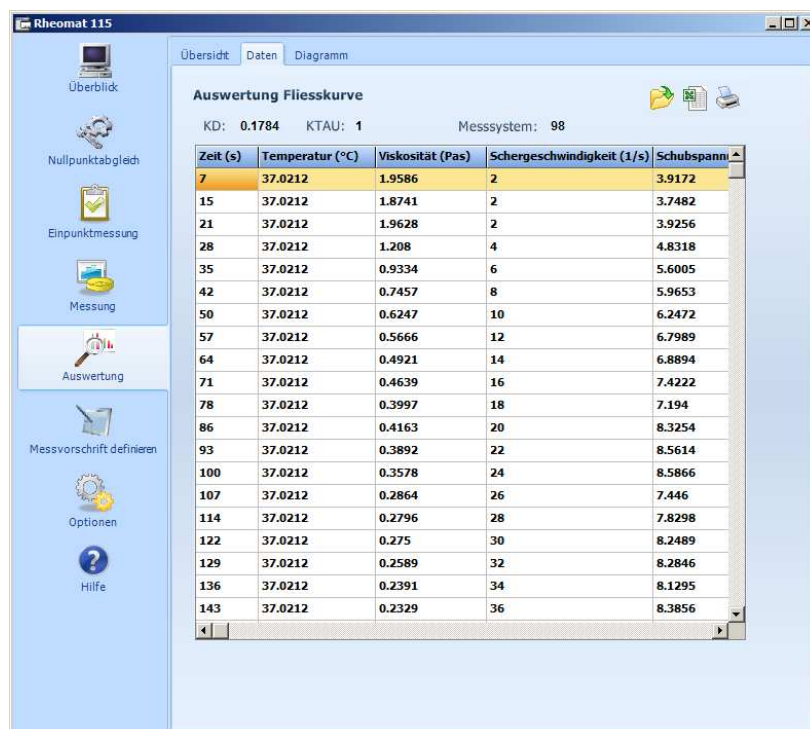 Rheomat 115
Überblick
Nullpunktabgleich
Einpunktmessung
Messung
Auswertung
Messvorschrift definieren
Optionen
Hilfe
Übersicht Daten Diagramm
Auswertung Fliesskurve
KD: 0.1784 KTAU: 1 Messsystem: 98
Zeit (s) Temperatur (°C) Viskosität (Pas) Schergeschwindigkeit (1/s)
7 37.0212 1.9586 2 3.9172
15 37.0212 1.8741 2 3.7482
21 37.0212 1.9628 2 3.9256
28 37.0212 1.208 4 4.8318
35 37.0212 0.9334 6 5.6005
42 37.0212 0.7457 8 5.9653
50 37.0212 0.6247 10 6.2472
57 37.0212 0.5666 12 6.7989
64 37.0212 0.4921 14 6.8894
71 37.0212 0.4639 16 7.4222
78 37.0212 0.3997 18 7.194
86 37.0212 0.4163 20 8.3254
93 37.0212 0.3892 22 8.5614
100 37.0212 0.3578 24 8.5866
107 37.0212 0.2864 26 7.446
114 37.0212 0.2796 28 7.8298
122 37.0212 0.275 30 8.2489
129 37.0212 0.2589 32 8.2846
136 37.0212 0.2391 34 8.1295
143 37.0212 0.2329 36 8.3856